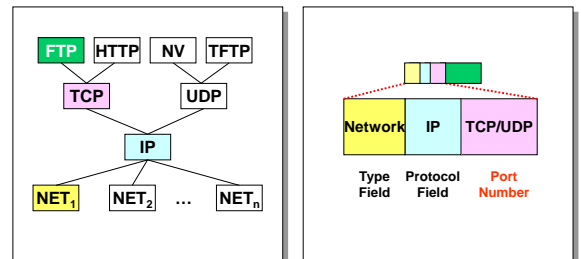 FTP HTTP NV TFTP
TCP UDP
IP
NET1 NET2 … NETn
Network IP TCP/UDP
Type Field Protocol Field Port Number